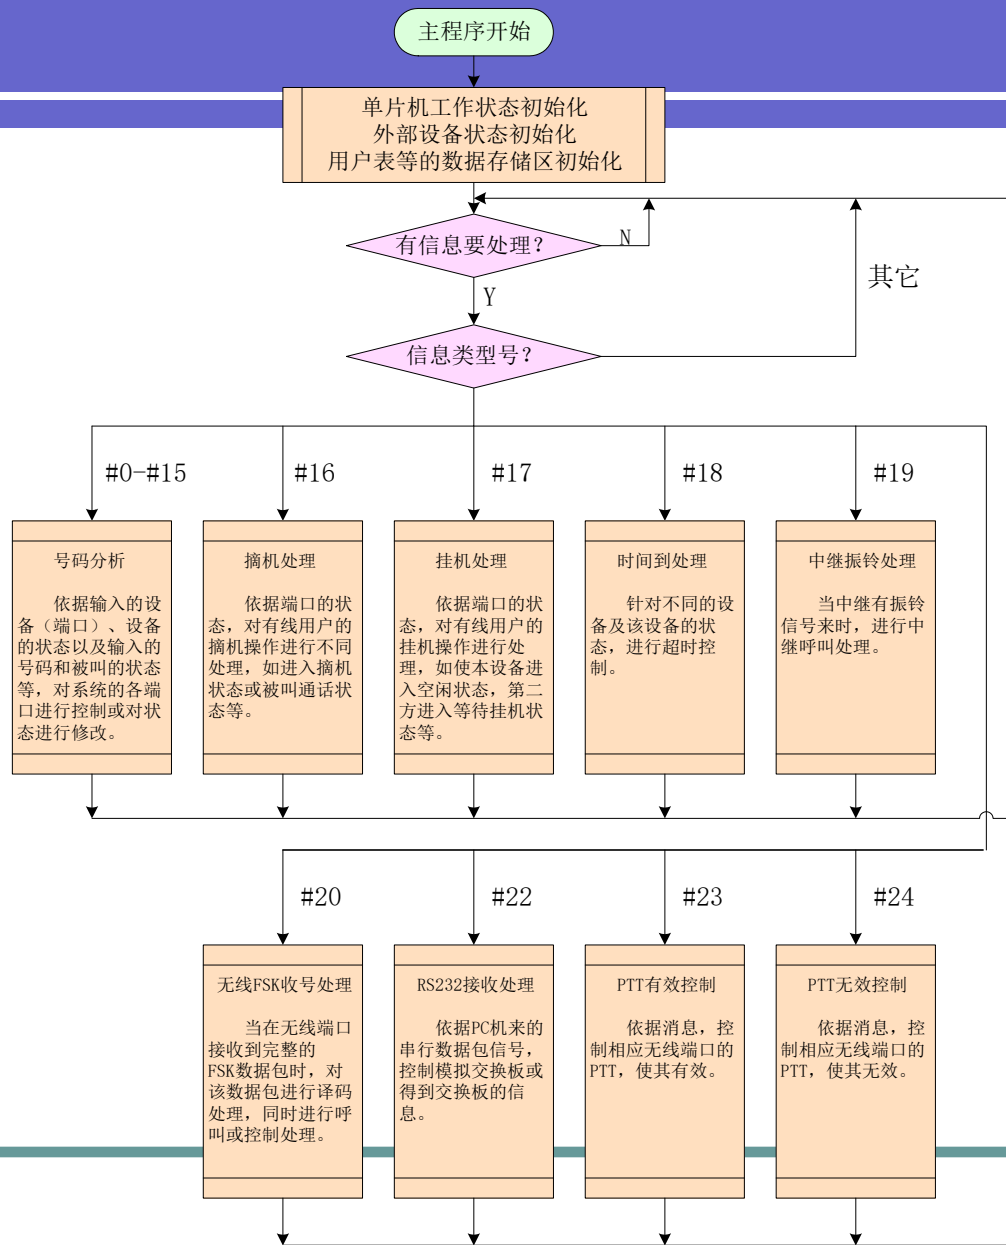 主程序开始
单片机工作状态初始化
外部设备状态初始化
用户表等的数据存储区初始化
有信息要处理?
N
Y
其它
信息类型号?
#0-#15
#16
#17
#18
#19
号码分析
依据输入的设
备（端口）、设备
的状态以及输入的
号码和被叫的状态
等，对系统的各端
口进行控制或对状
态进行修改。
摘机处理
依据端口的状
态，对有线用户的
摘机操作进行不同
处理，如进入摘机
状态或被叫通话状
态等。
挂机处理
依据端口的状
态，对有线用户的
挂机操作进行处
理，如使本设备进
入空闲状态，第二
方进入等待挂机状
态等。
时间到处理
针对不同的设
备及该设备的状
态，进行超时控
制。
中继振铃处理
当中继有振铃
信号来时，进行中
继呼叫处理。
#20
#22
#23
#24
无线FSK收号处理
当在无线端口
接收到完整的
FSK数据包时，对
该数据包进行译码
处理，同时进行呼
叫或控制处理。
RS232接收处理
依据PC机来的
串行数据包信号，
控制模拟交换板或
得到交换板的信
息。
PTT有效控制
依据消息，控
制相应无线端口的
PTT，使其有效。
PTT无效控制
依据消息，控
制相应无线端口的
PTT，使其无效。